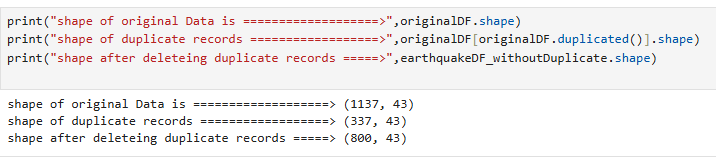 print("shape of original Data is ===================>",originalDF.shape)
print("shape of duplicate records ==================>",originalDF[originalDF.duplicated()].shape)
print("shape after deleteing duplicate records =====>",earthquakeDF_withoutDuplicate.shape)
shape of original Data is ===================> (1137, 43)
shape of duplicate records ==================> (337, 43)
shape after deleteing duplicate records =====> (800, 43)